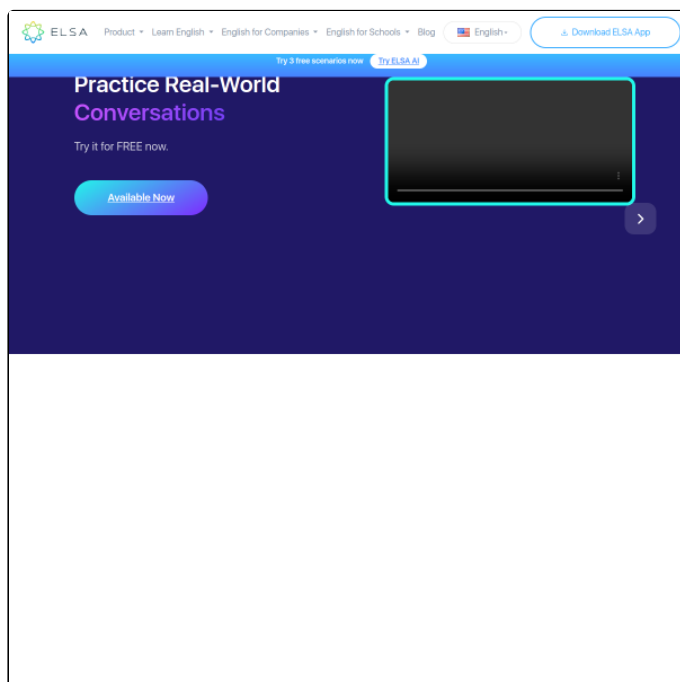 ELSA Product Learn English English for Companies English for Schools Blog English Download ELSA App
Try 3 free scenarios now Try ELSA AI
Practice Real-World
Conversations
Try it for FREE now.
Available Now